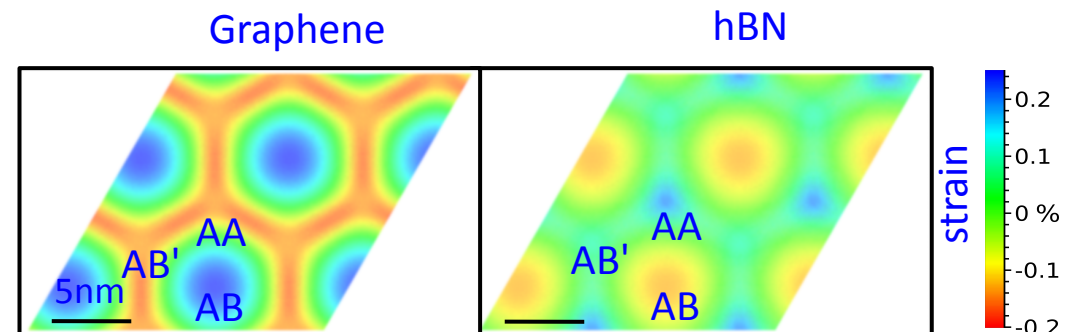 Graphene
hBN
AA
AB'
5nm
AB
AA
AB'
AB
0.2
0.1
0 %
-0.1
-0.2
strain